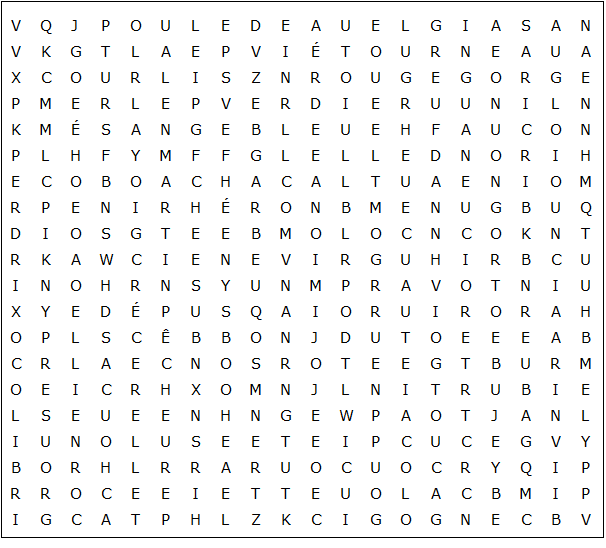 V Q J P O U L E D E A U E L G I A S A N
V K G T L A E P V I É T O U R N E A U A
X C O U R L I S Z N R O U G E G O R G E
P M E R L E P V E R D I E R U U N I L N
K M É S A N G E B L E U E H F A U C O N
P L H F Y M F F G L E L L E D N O R I H
E C O B O A C H A C A L T U A E N I O M
R P E N I R H É R O N B M E N U G B U Q
D I O S G T E E B M O L O C N C O K N T
R K A W C I E N E V I R G U H I R B C U
I N O H R N S Y U N M P R A V O T N I U
X Y E D É P U S Q A I O R U I R O R A H
O P L S C Ê B B O N J D U T O E E E A B
C R L A E C N O S R O T E E G T B U R M
O E I C R H X O M N J L N I T R U B I E
L S E U E E N H N G E W P A O T J A N L
I U N O L U S E E T E I P C U C E G V Y
B O R H L R R A R U O C U O C R Y Q I P
R R O C E E I E T T E U O L A C B M I P
I G C A T P H L Z K C I G O G N E C B V